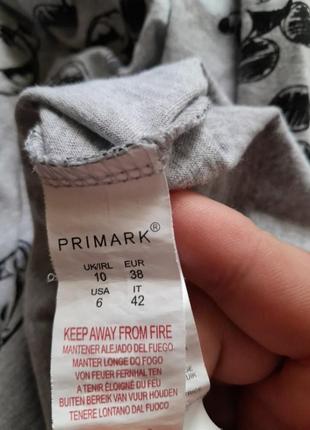 PRIMARK®
UK/IRL EUR
10 38
USA IT
6 42
KEEP AWAY FROM FIRE
MANTENER ALEJADO DEL FUEGO
MANTER LONGE DO FOGO
VON FEUER FERNHALTEN
A TENIR ÉLOIGNÉ DU FEU
BUITEN BEREIK VAN VUUR HOUDEN
TENERE LONTANO DAL FUOCO